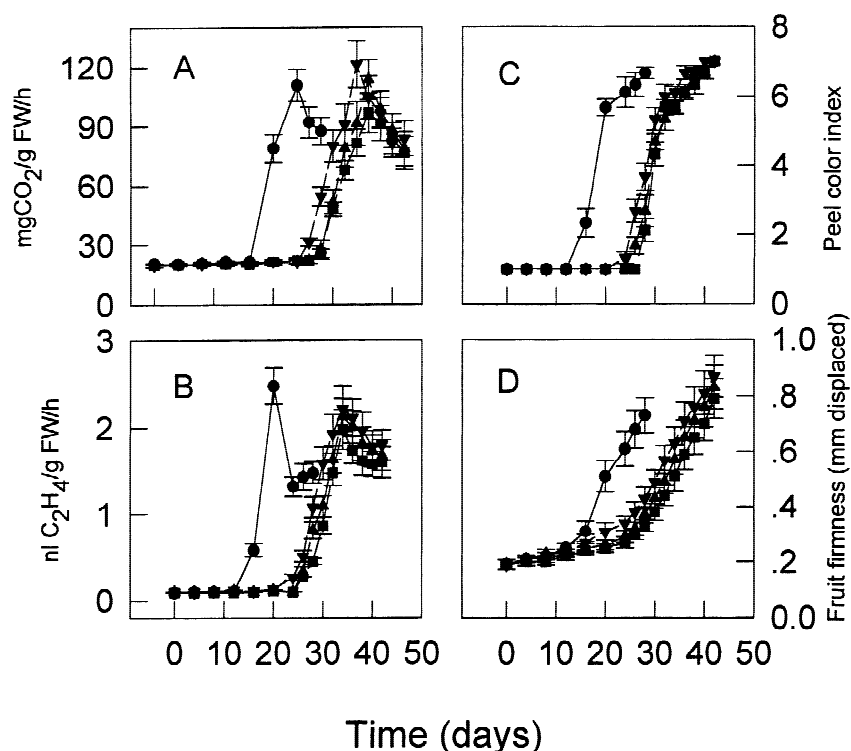 mgCO2/g FW/h
120
90
60
30
0
A
C
8
6
4
2
0
Peel color index
nl C2H4/g FW/h
3
2
1
0
B
D
1.0
.8
.6
.4
.2
0.0
Fruit firmness (mm displaced)
0 10 20 30 40 50
0 10 20 30 40 50
Time (days)